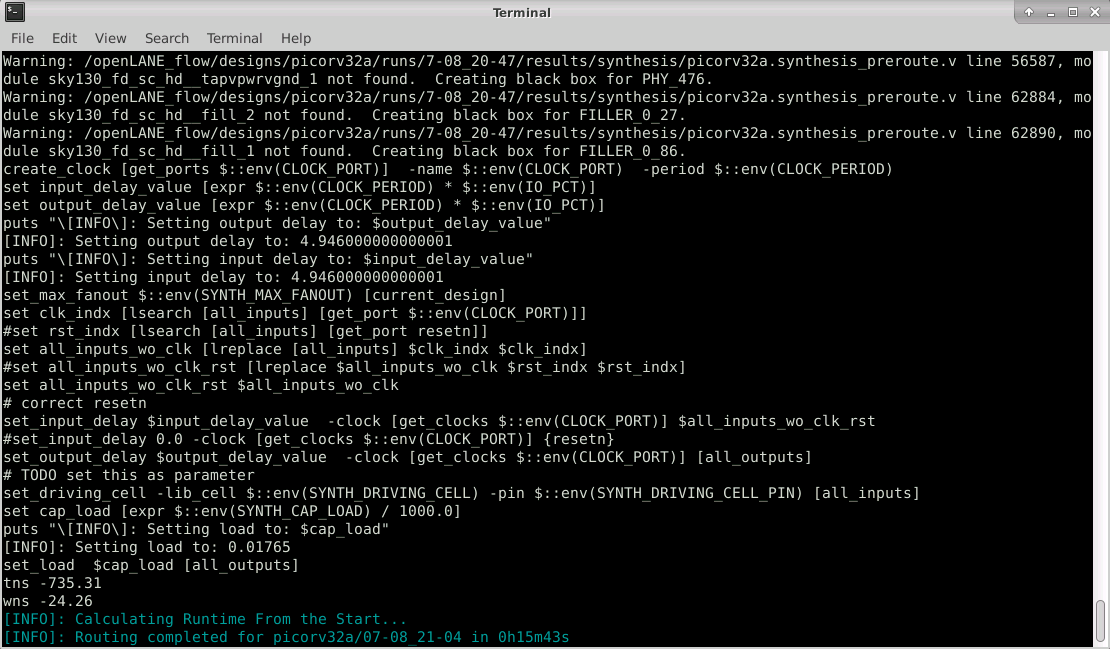 Terminal
File Edit View Search Terminal Help
Warning: /openLANE_flow/designs/picorv32a/runs/7-08_20-47/results/synthesis/picorv32a.synthesis_preroute.v line 56587, mo
dule sky130_fd_sc_hd__tapvpwrvgnd_1 not found.  Creating black box for PHY_476.
Warning: /openLANE_flow/designs/picorv32a/runs/7-08_20-47/results/synthesis/picorv32a.synthesis_preroute.v line 62884, mo
dule sky130_fd_sc_hd__fill_2 not found.  Creating black box for FILLER_0_27.
Warning: /openLANE_flow/designs/picorv32a/runs/7-08_20-47/results/synthesis/picorv32a.synthesis_preroute.v line 62890, mo
dule sky130_fd_sc_hd__fill_1 not found.  Creating black box for FILLER_0_86.
create_clock [get_ports $::env(CLOCK_PORT)]  -name $::env(CLOCK_PORT)  -period $::env(CLOCK_PERIOD)
set input_delay_value [expr $::env(CLOCK_PERIOD) * $::env(IO_PCT)]
set output_delay_value [expr $::env(CLOCK_PERIOD) * $::env(IO_PCT)]
puts "\[INFO\]: Setting output delay to: $output_delay_value"
[INFO]: Setting output delay to: 4.946000000000001
puts "\[INFO\]: Setting input delay to: $input_delay_value"
[INFO]: Setting input delay to: 4.946000000000001
set_max_fanout $::env(SYNTH_MAX_FANOUT) [current_design]
set clk_indx [lsearch [all_inputs] [get_port $::env(CLOCK_PORT)]]
#set rst_indx [lsearch [all_inputs] [get_port resetn]]
set all_inputs_wo_clk [lreplace [all_inputs] $clk_indx $clk_indx]
#set all_inputs_wo_clk_rst [lreplace $all_inputs_wo_clk $rst_indx $rst_indx]
set all_inputs_wo_clk_rst $all_inputs_wo_clk
# correct resetn
set_input_delay $input_delay_value  -clock [get_clocks $::env(CLOCK_PORT)] $all_inputs_wo_clk_rst
#set_input_delay 0.0 -clock [get_clocks $::env(CLOCK_PORT)] {resetn}
set_output_delay $output_delay_value  -clock [get_clocks $::env(CLOCK_PORT)] [all_outputs]
# TODO set this as parameter
set_driving_cell -lib_cell $::env(SYNTH_DRIVING_CELL) -pin $::env(SYNTH_DRIVING_CELL_PIN) [all_inputs]
set cap_load [expr $::env(SYNTH_CAP_LOAD) / 1000.0]
puts "\[INFO\]: Setting load to: $cap_load"
[INFO]: Setting load to: 0.01765
set_load  $cap_load [all_outputs]
tns -735.31
wns -24.26
[INFO]: Calculating Runtime From the Start...
[INFO]: Routing completed for picorv32a/07-08_21-04 in 0h15m43s